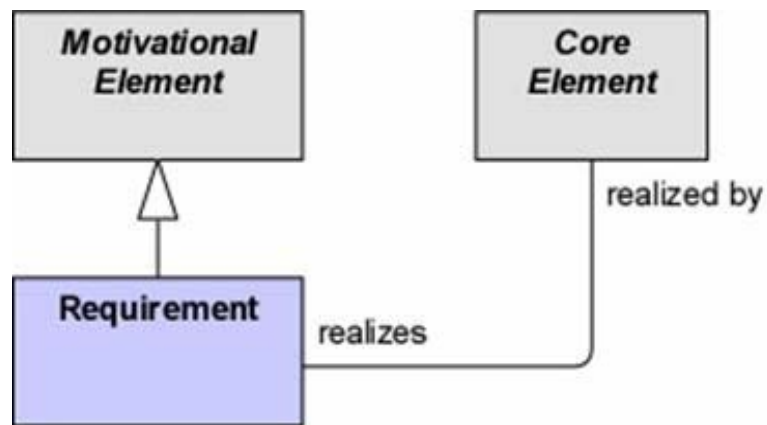 Motivational
Element
Core
Element
realized by
Requirement
realizes